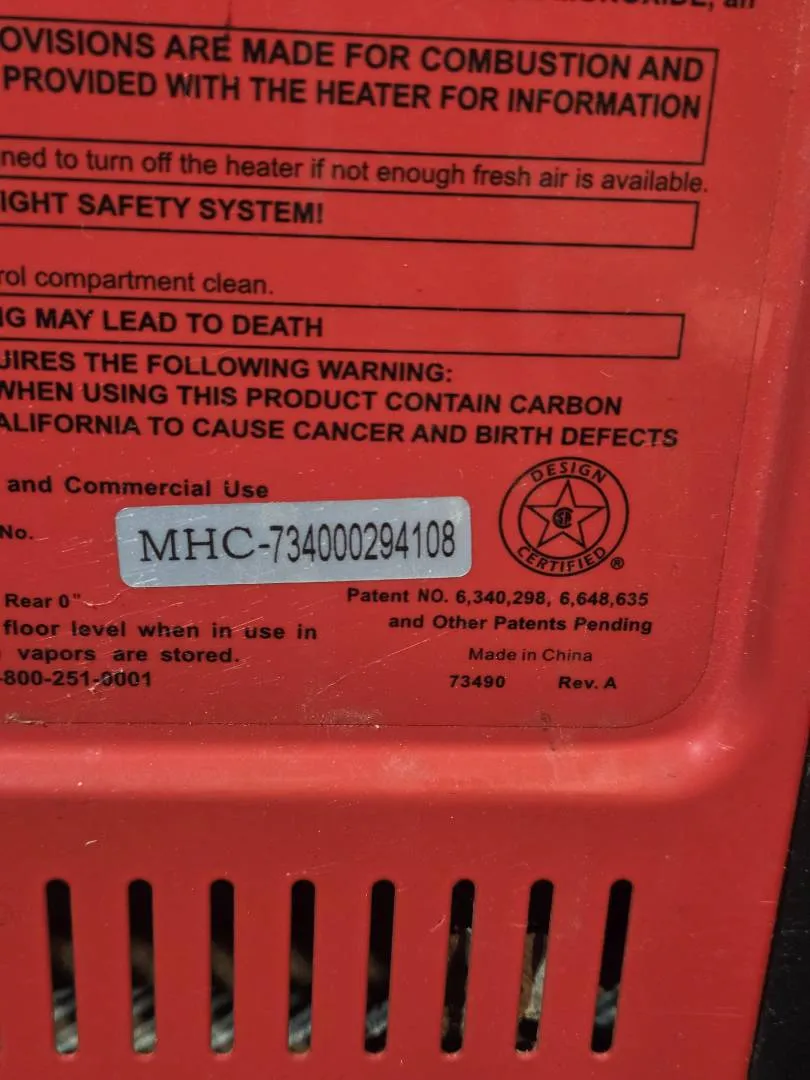 OVISIONS ARE MADE FOR COMBUSTION AND
PROVIDED WITH THE HEATER FOR INFORMATION
ned to turn off the heater if not enough fresh air is available.
IGHT SAFETY SYSTEM!
rol compartment clean.
IG MAY LEAD TO DEATH
UIRES THE FOLLOWING WARNING:
WHEN USING THIS PRODUCT CONTAIN CARBON
ALIFORNIA TO CAUSE CANCER AND BIRTH DEFECTS
and Commercial Use
DESIGN
CERTIFIED ®
No.
MHC-734000294108
Rear 0"
floor level when in use in
vapors are stored.
-800-251-0001
Patent NO. 6,340,298, 6,648,635
and Other Patents Pending
Made in China
73490 Rev. A